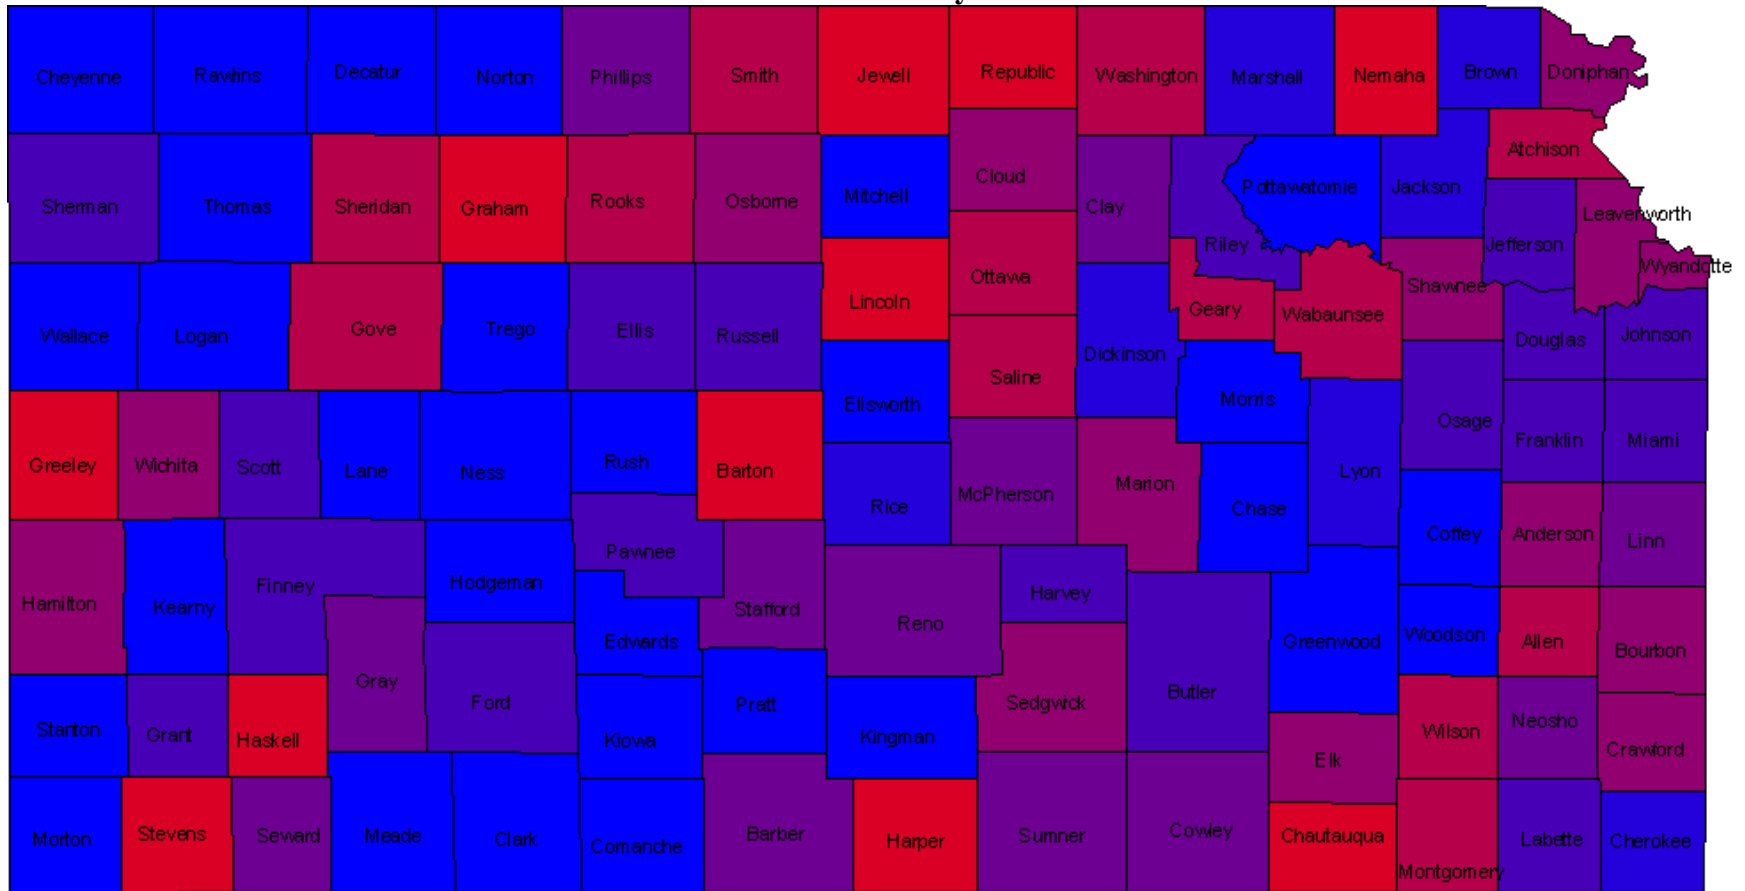 Cheyenne Rawlins Decatur Norton Phillips Smith Jewell Republic Washington Marshall Nemaha Brown Doniphan
Atchison
Sherman Thomas Sheridan Graham Rooks Osborne Mitchell Cloud Clay Riley Pottawatomie Jackson Jefferson Leavenworth
Wyandotte
Wallace Logan Gove Trego Ellis Russell Lincoln Ottawa Geary Wabaunsee Shawnee Douglas Johnson
Saline Dickinson
Greeley Wichita Scott Lane Ness Rush Barton Ellsworth Morris Osage Franklin Miami
Rice McPherson Marion Chase Lyon Coffey Anderson Linn
Hamilton Kearny Finney Hodgeman Pawnee Edwards Stafford Reno Harvey Greenwood Woodson Allen Bourbon
Stanton Grant Haskell Gray Ford Kiowa Pratt Kingman Sedgwick Butler Elk Wilson Neosho Crawford
Morton Stevens Seward Meade Clark Comanche Barber Harper Sumner Cowley Chautauqua Montgomery Labette Cherokee